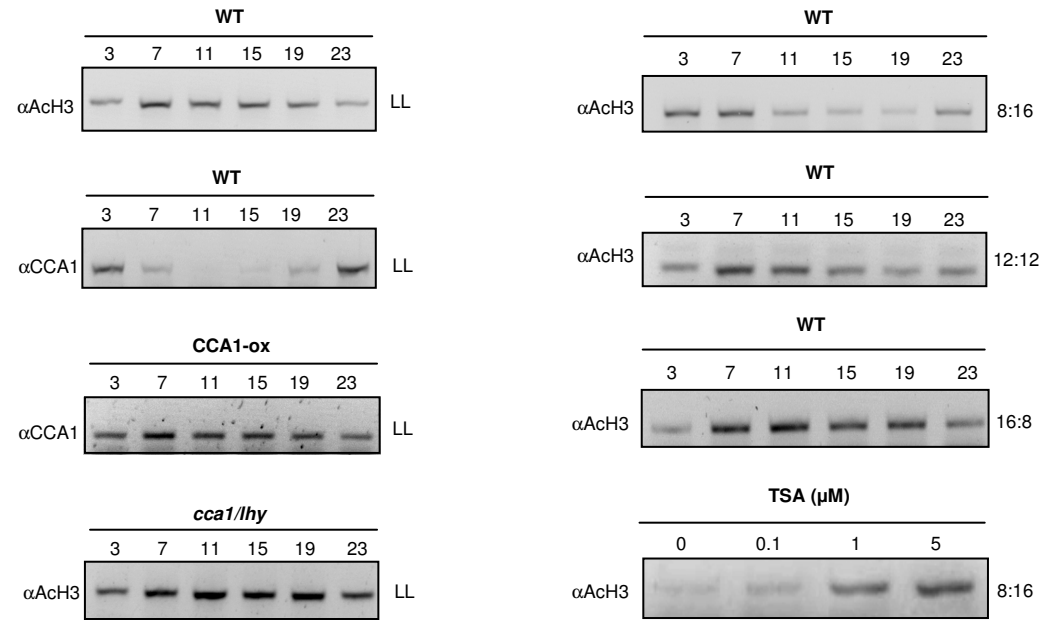 WT
3 7 11 15 19 23
αAcH3 LL
WT
3 7 11 15 19 23
αCCA1 LL
CCA1-ox
3 7 11 15 19 23
αCCA1 LL
cca1/lhy
3 7 11 15 19 23
αAcH3 LL
WT
3 7 11 15 19 23
αAcH3 8:16
WT
3 7 11 15 19 23
αAcH3 12:12
WT
3 7 11 15 19 23
αAcH3 16:8
TSA (µM)
0 0.1 1 5
αAcH3 8:16